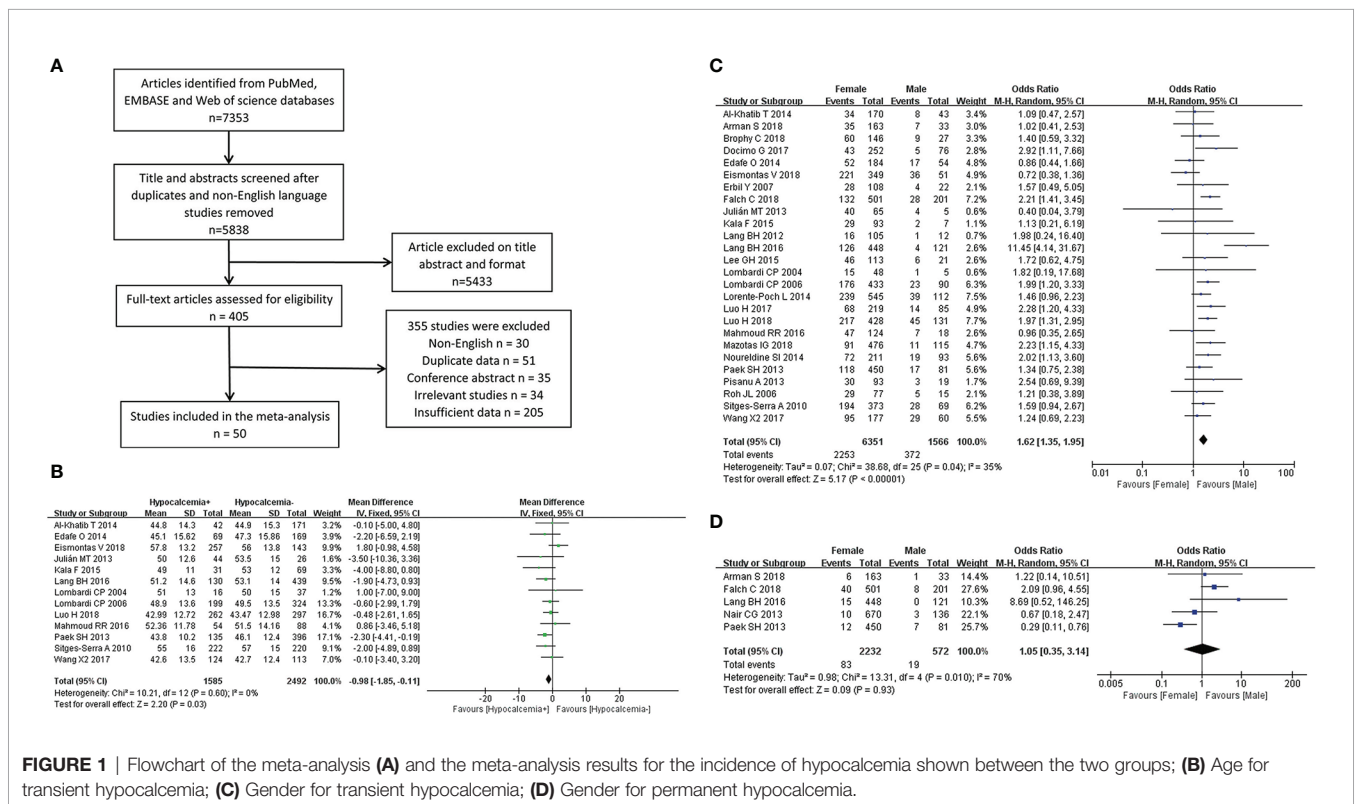 A
Articles identified from PubMed,
EMBASE and Web of science databases
n=7353
Title and abstracts screened after
duplicates and non-English language
studies removed
n=5838
Article excluded on title
abstract and format
n=5433
Full-text articles assessed for eligibility
n = 405
355 studies were excluded
Non-English n = 30
Duplicate data n = 51
Conference abstract n = 35
Irrelevant studies n = 34
Insufficient data n = 205
Studies included in the meta-analysis
n = 50
B
Hypocalcemia+ Hypocalcemia- Mean Difference Mean Difference
Study or Subgroup Mean SD Total Mean SD Total Weight IV, Fixed, 95% CI IV, Fixed, 95% CI
Al-Khatib T 2014 44.8 14.3 42 44.9 15.3 171 3.2% -0.10 [-5.00, 4.80]
Edafe O 2014 45.1 15.62 69 47.3 15.86 169 3.9% -2.20 [-6.59, 2.19]
Eismontas V 2018 57.8 13.2 257 56 13.8 143 9.9% 1.80 [-0.98, 4.58]
Julián MT 2013 50 12.6 44 53.5 15 26 1.6% -3.50 [-10.36, 3.36]
Kala F 2015 49 11 31 53 12 69 3.3% -4.00 [-8.80, 0.80]
Lang BH 2016 51.2 14.6 130 53.1 14 439 9.5% -1.90 [-4.73, 0.93]
Lombardi CP 2004 51 13 16 50 15 37 1.2% 1.00 [-7.00, 9.00]
Lombardi CP 2006 48.9 13.6 199 49.5 13.5 324 13.3% -0.60 [-2.99, 1.79]
Luo H 2018 42.99 12.72 262 43.47 12.98 297 16.7% -0.48 [-2.61, 1.65]
Mahmoud RR 2016 52.36 11.78 54 51.5 14.16 88 4.1% 0.86 [-3.46, 5.18]
Paek SH 2013 43.8 10.2 135 46.1 12.4 396 17.1% -2.30 [-4.41, -0.19]
Sitges-Serra A 2010 55 16 222 57 15 220 9.1% -2.00 [-4.89, 0.89]
Wang X2 2017 42.6 13.5 124 42.7 12.4 113 7.0% -0.10 [-3.40, 3.20]
Total (95% CI) 1585 2492 100.0% -0.98 [-1.85, -0.11]
Heterogeneity: Chi² = 10.21, df = 12 (P = 0.60); I² = 0%
Test for overall effect: Z = 2.20 (P = 0.03)
-20 -10 0 10 20
Favours [Hypocalcemia+] Favours [Hypocalcemia-]
C
Female Male Odds Ratio Odds Ratio
Study or Subgroup Events Total Events Total Weight M-H, Random, 95% CI M-H, Random, 95% CI
Al-Khatib T 2014 34 170 8 43 3.4% 1.09 [0.47, 2.57]
Arman S 2018 35 163 7 33 3.0% 1.02 [0.41, 2.53]
Brophy C 2018 60 146 9 27 3.3% 1.40 [0.59, 3.32]
Docimo G 2017 43 252 5 76 2.8% 2.92 [1.11, 7.66]
Edafe O 2014 52 184 17 54 4.9% 0.86 [0.44, 1.66]
Eismontas V 2018 221 349 36 51 5.2% 0.72 [0.38, 1.36]
Erbil Y 2007 28 108 4 22 2.1% 1.57 [0.49, 5.05]
Falch C 2018 132 501 28 201 7.6% 2.21 [1.41, 3.45]
Julián MT 2013 40 65 4 5 0.6% 0.40 [0.04, 3.79]
Kala F 2015 29 93 2 7 1.1% 1.13 [0.21, 6.19]
Lang BH 2012 16 105 1 12 0.7% 1.98 [0.24, 16.40]
Lang BH 2016 126 448 4 121 2.6% 11.45 [4.14, 31.67]
Lee GH 2015 46 113 6 21 2.6% 1.72 [0.62, 4.75]
Lombardi CP 2004 15 48 1 5 0.6% 1.82 [0.19, 17.68]
Lombardi CP 2006 176 433 23 90 6.6% 1.99 [1.20, 3.33]
Lorente-Poch L 2014 239 545 39 112 8.0% 1.46 [0.96, 2.23]
Luo H 2017 68 219 14 85 5.2% 2.28 [1.20, 4.33]
Luo H 2018 217 428 45 131 8.2% 1.97 [1.31, 2.95]
Mahmoud RR 2016 47 124 7 18 2.6% 0.96 [0.35, 2.65]
Mazotas IG 2018 91 476 11 115 5.0% 2.23 [1.15, 4.33]
Noureldine SI 2014 72 211 19 93 5.8% 2.02 [1.13, 3.60]
Paek SH 2013 118 450 17 81 5.8% 1.34 [0.75, 2.38]
Pisanu A 2013 30 93 3 19 1.7% 2.54 [0.69, 9.39]
Roh JL 2006 29 77 5 15 2.1% 1.21 [0.38, 3.89]
Sitges-Serra A 2010 194 373 28 69 6.5% 1.59 [0.94, 2.67]
Wang X2 2017 95 177 29 60 5.7% 1.24 [0.69, 2.23]
Total (95% CI) 6351 1566 100.0% 1.62 [1.35, 1.95]
Total events 2253 372
Heterogeneity: Tau² = 0.07; Chi² = 38.68, df = 25 (P = 0.04); I² = 35%
Test for overall effect: Z = 5.17 (P < 0.00001)
0.01 0.1 1 10 100
Favours [Female] Favours [Male]
D
Female Male Odds Ratio Odds Ratio
Study or Subgroup Events Total Events Total Weight M-H, Random, 95% CI M-H, Random, 95% CI
Arman S 2018 6 163 1 33 14.4% 1.22 [0.14, 10.51]
Falch C 2018 40 501 8 201 27.6% 2.09 [0.96, 4.55]
Lang BH 2016 15 448 0 121 10.2% 8.69 [0.52, 146.25]
Nair CG 2013 10 670 3 136 22.1% 0.67 [0.18, 2.47]
Paek SH 2013 12 450 7 81 25.7% 0.29 [0.11, 0.76]
Total (95% CI) 2232 572 100.0% 1.05 [0.35, 3.14]
Total events 83 19
Heterogeneity: Tau² = 0.98; Chi² = 13.31, df = 4 (P = 0.010); I² = 70%
Test for overall effect: Z = 0.09 (P = 0.93)
0.005 0.1 1 10 200
Favours [Female] Favours [Male]
FIGURE 1 | Flowchart of the meta-analysis (A) and the meta-analysis results for the incidence of hypocalcemia shown between the two groups; (B) Age for
transient hypocalcemia; (C) Gender for transient hypocalcemia; (D) Gender for permanent hypocalcemia.